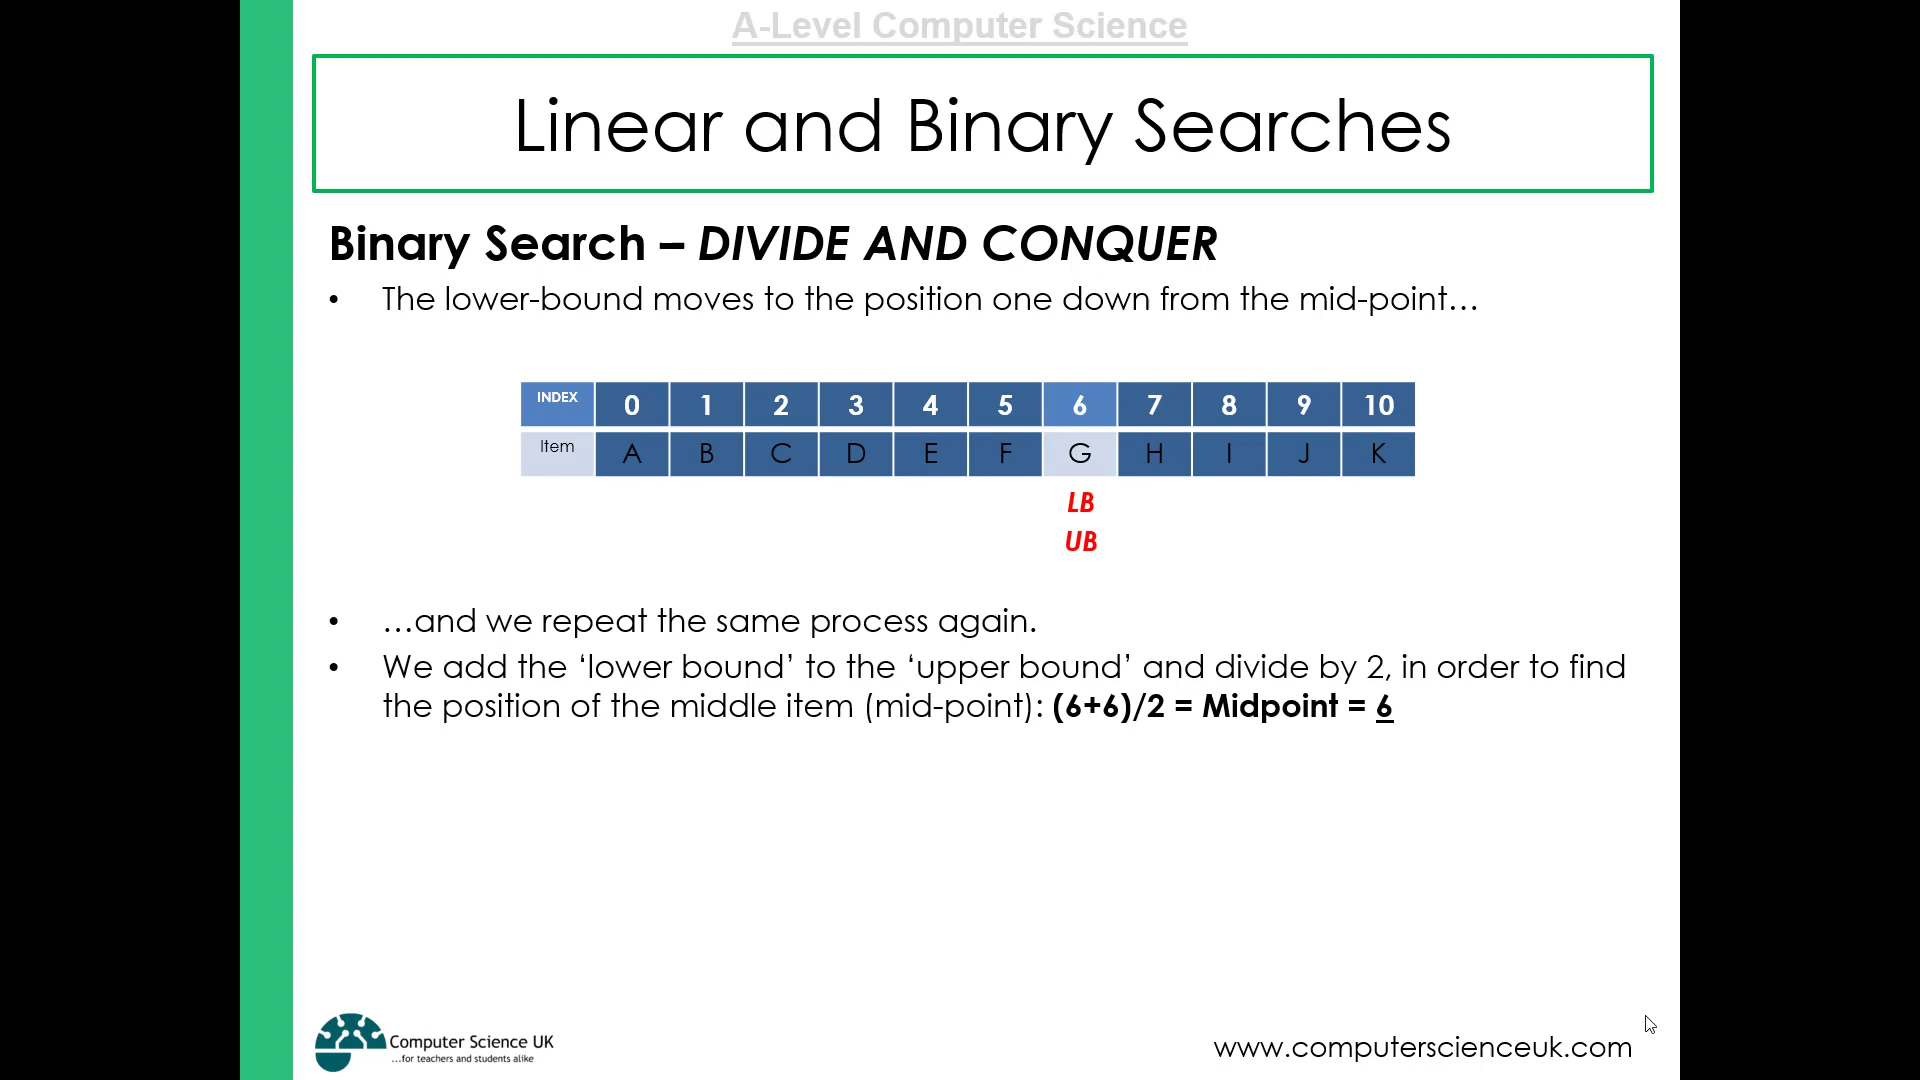 A-Level Computer Science
Linear and Binary Searches
Binary Search – DIVIDE AND CONQUER
• The lower-bound moves to the position one down from the mid-point…
INDEX 0 1 2 3 4 5 6 7 8 9 10
Item A B C D E F G H I J K
LB
UB
• …and we repeat the same process again.
• We add the ‘lower bound’ to the ‘upper bound’ and divide by 2, in order to find
the position of the middle item (mid-point): (6+6)/2 = Midpoint = 6
Computer Science UK
…for teachers and students alike
www.computerscienceuk.com